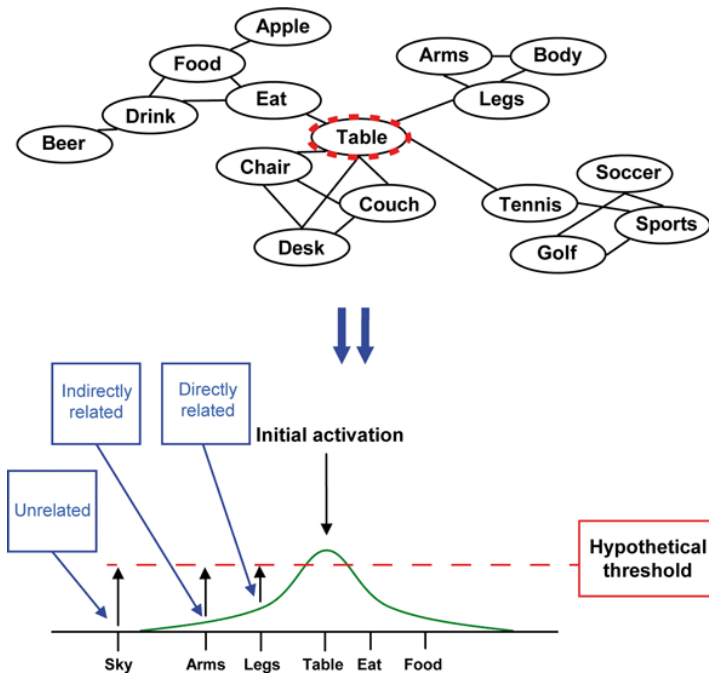 Apple
Food
Arms
Body
Eat
Legs
Drink
Beer
Table
Chair
Soccer
Couch
Tennis
Sports
Desk
Golf
Indirectly
related
Directly
related
Initial activation
Unrelated
Hypothetical
threshold
Sky
Arms
Legs
Table
Eat
Food